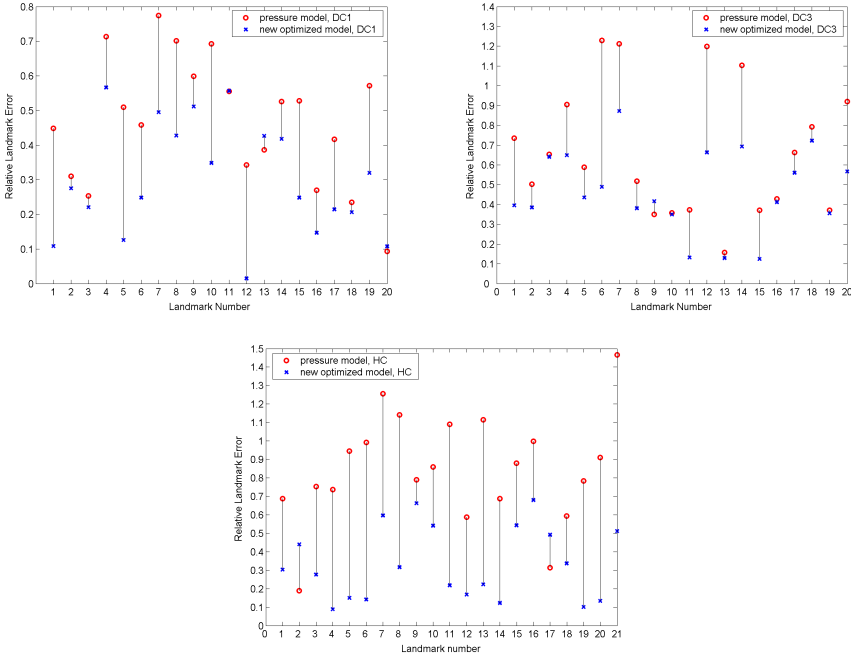 0.8
0.7
0.6
0.5
0.4
0.3
0.2
0.1
0
Relative Landmark Error
pressure model, DC1
new optimized model, DC1
1 2 3 4 5 6 7 8 9 10 11 12 13 14 15 16 17 18 19 20
Landmark Number
1.4
1.3
1.2
1.1
1
0.9
0.8
0.7
0.6
0.5
0.4
0.3
0.2
0.1
0
Relative Landmark Error
pressure model, DC3
new optimized model, DC3
0 1 2 3 4 5 6 7 8 9 10 11 12 13 14 15 16 17 18 19 20
Landmark Number
1.5
1.4
1.3
1.2
1.1
1
0.9
0.8
0.7
0.6
0.5
0.4
0.3
0.2
0.1
0
Relative Landmark Error
pressure model, HC
new optimized model, HC
0 1 2 3 4 5 6 7 8 9 10 11 12 13 14 15 16 17 18 19 20 21
Landmark number